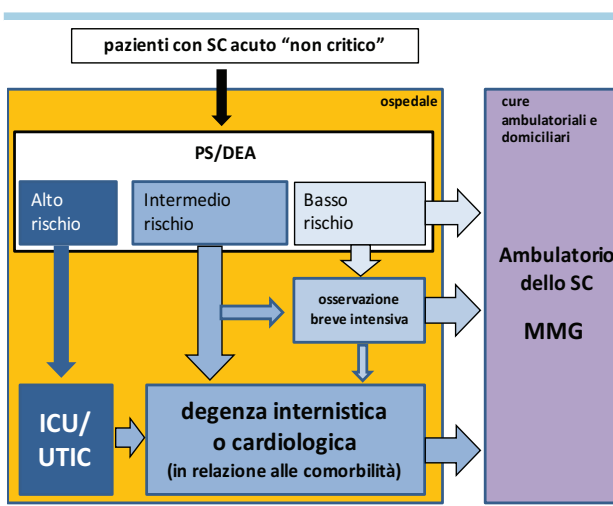 pazienti con SC acuto “non critico”
ospedale
PS/DEA
Alto
rischio
Intermedio
rischio
Basso
rischio
osservazione
breve intensiva
ICU/
UTIC
degenza internistica
o cardiologica
(in relazione alle comorbilità)
cure
ambulatoriali e
domiciliari
Ambulatorio
dello SC
MMG